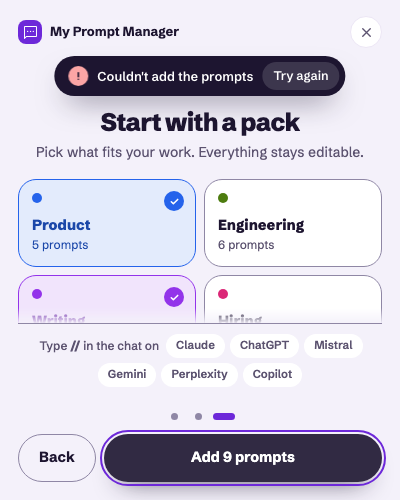 My Prompt Manager
Couldn't add the prompts Try again
Start with a pack
Pick what fits your work. Everything stays editable.
Product
5 prompts
Engineering
6 prompts
Writing
Hiring
Type // in the chat on Claude ChatGPT Mistral
Gemini Perplexity Copilot
Back Add 9 prompts